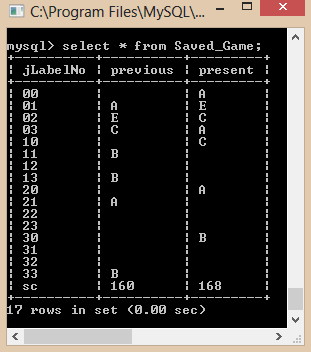 C:\Program Files\MySQL\...
mysql> select * from Saved_Game;
+-----------+----------+---------+
| jLabelNo | previous | present |
+-----------+----------+---------+
| 00 | | A |
| 01 | A | E |
| 02 | E | C |
| 03 | C | A |
| 10 | | C |
| 11 | B | |
| 12 | | |
| 13 | B | |
| 20 | | A |
| 21 | A | |
| 22 | | |
| 23 | | |
| 30 | | B |
| 31 | | |
| 32 | | |
| 33 | B | |
| sc | 160 | 168 |
+-----------+----------+---------+
17 rows in set (0.00 sec)